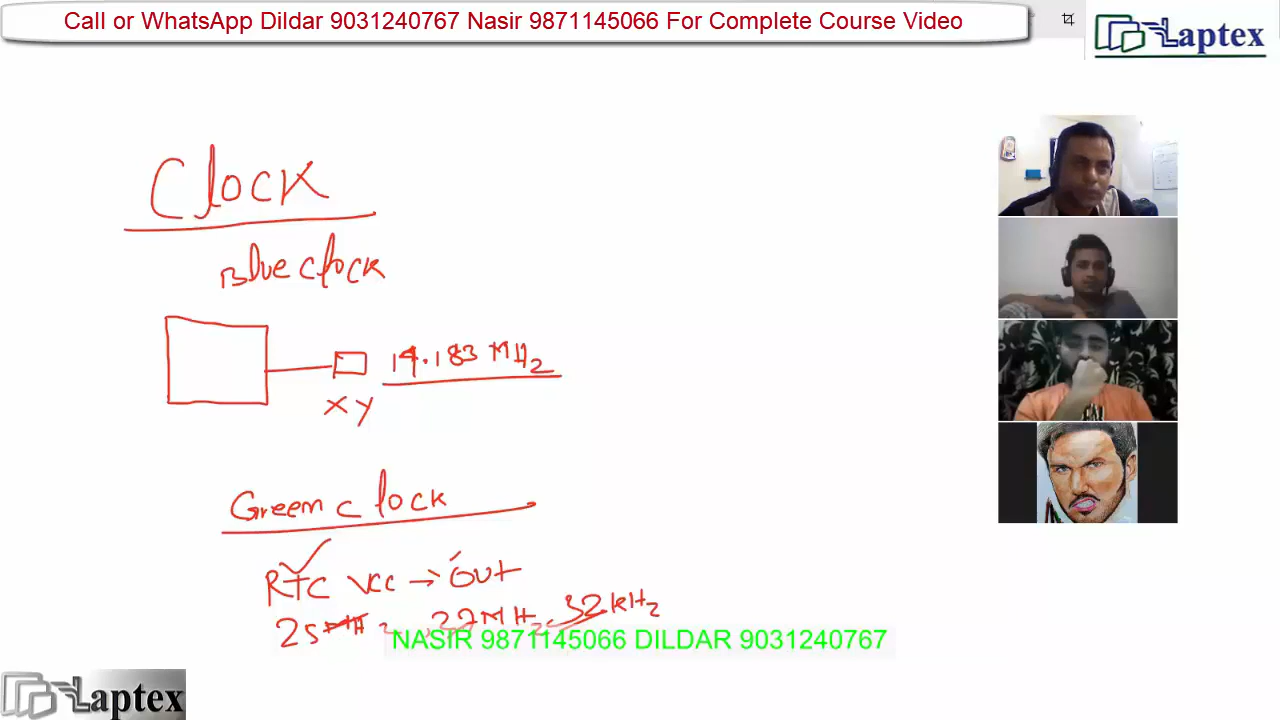 Call or WhatsApp Dildar 9031240767 Nasir 9871145066 For Complete Course Video
Laptex
Clock
Blue clock
14.183 MHz
XY
Green clock
RTC VCC → OUT
25 27MHz 32KHz
NASIR 9871145066 DILDAR 9031240767
Laptex